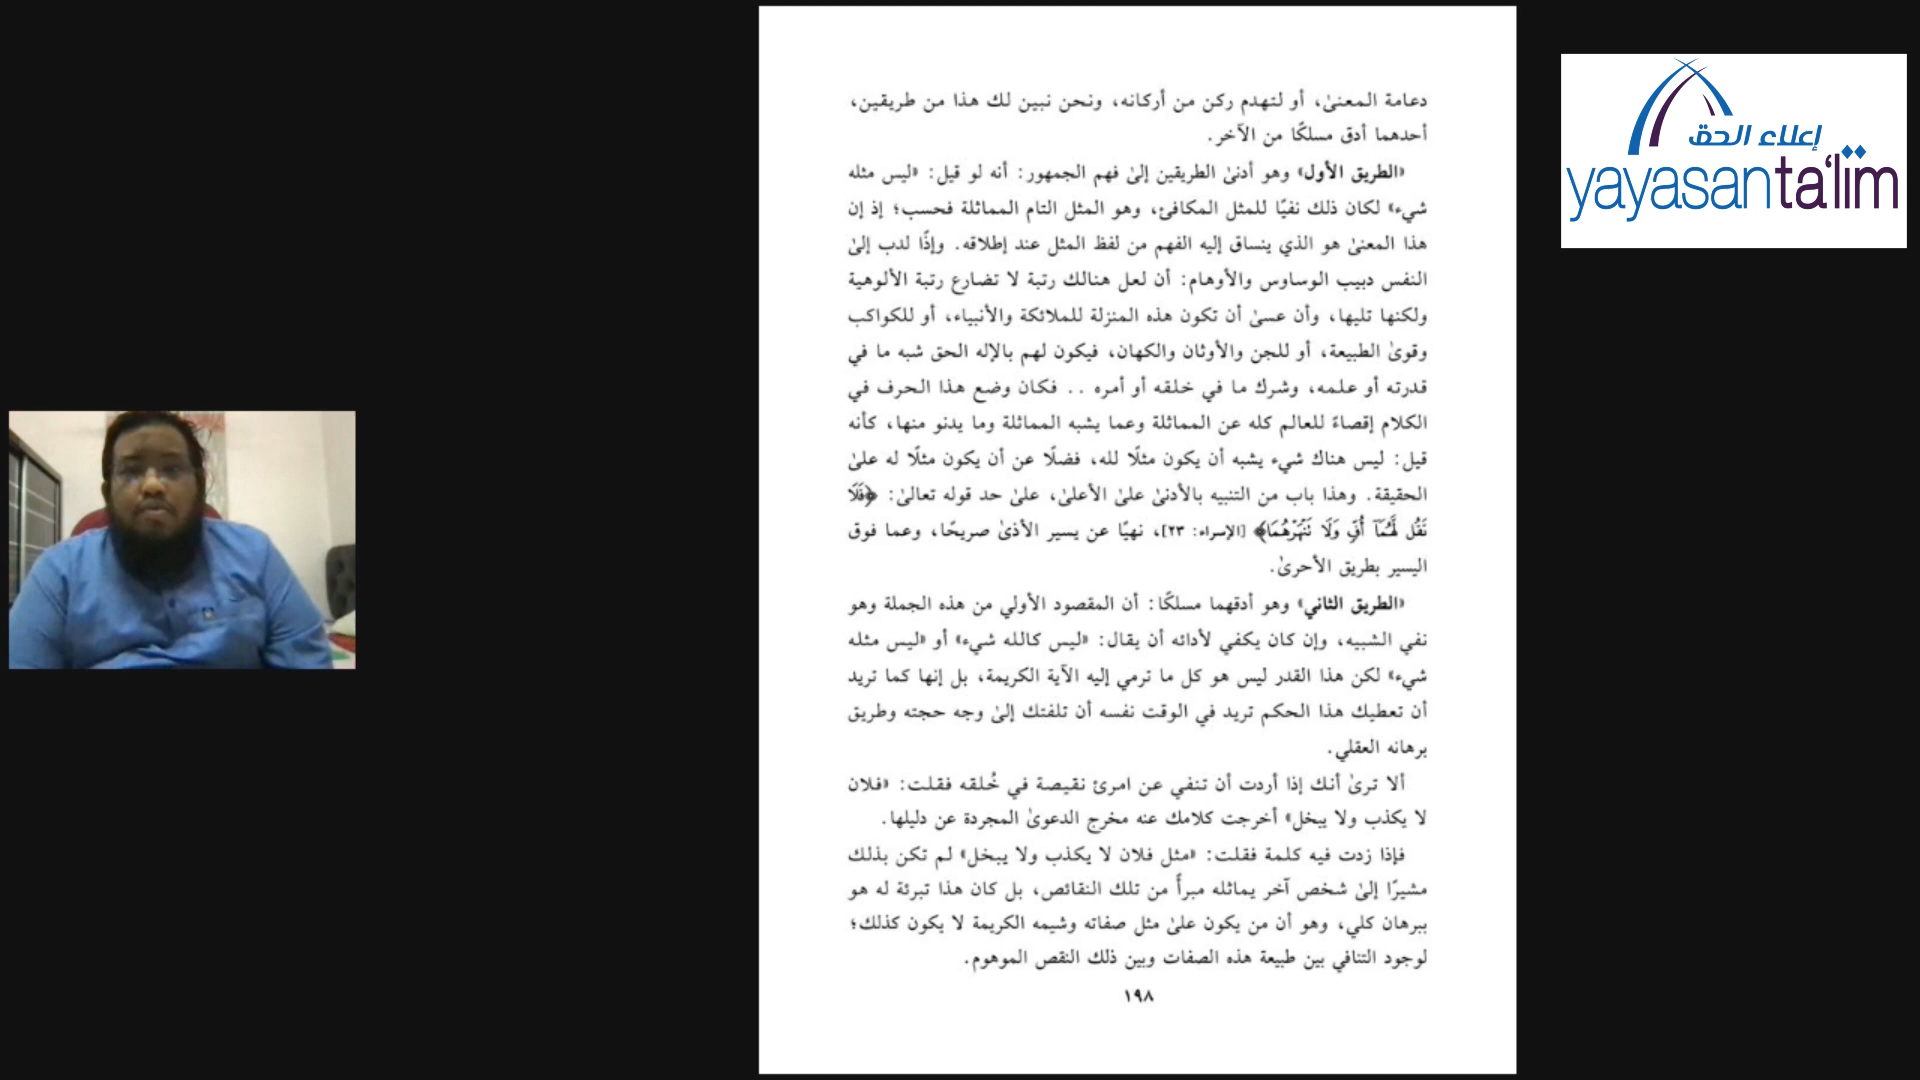 دعامة المعنىٰ، أو لتهدم ركن من أركانه، ونحن نبين لك هذا من طريقين،
أحدهما أدق مسلكًا من الآخر.
«الطريق الأول» وهو أدنىٰ الطريقين إلىٰ فهم الجمهور: أنه لو قيل: «ليس مثله
شيء» لكان ذلك نفيًا للمثل المكافئ، وهو المثل التام المماثلة فحسب؛ إذ إن
هذا المعنىٰ هو الذي ينساق إليه الفهم من لفظ المثل عند إطلاقه. وإذًا لدب إلىٰ
النفس دبيب الوساوس والأوهام: أن لعل هنالك رتبة لا تضارع رتبة الألوهية
ولكنها تليها، وأن عسىٰ أن تكون هذه المنزلة للملائكة والأنبياء، أو للكواكب
وقوىٰ الطبيعة، أو للجن والأوثان والكهان، فيكون لهم بالإله الحق شبه ما في
قدرته أو علمه، وشرك ما في خلقه أو أمره .. فكان وضع هذا الحرف في
الكلام إقصاءً للعالم كله عن المماثلة وعما يشبه المماثلة وما يدنو منها، كأنه
قيل: ليس هناك شيء يشبه أن يكون مثلًا لله، فضلًا عن أن يكون مثلًا له علىٰ
الحقيقة. وهذا باب من التنبيه بالأدنىٰ علىٰ الأعلىٰ، علىٰ حد قوله تعالىٰ: ﴿فَلَا
تَقُل لَّهُمَآ أُفٍّ وَلَا نَنْهَرْهُمَا﴾ [الإسراء: ٢٣]، نهيًا عن يسير الأذىٰ صريحًا، وعما فوق
اليسير بطريق الأحرىٰ.
«الطريق الثاني» وهو أدقهما مسلكًا: أن المقصود الأولي من هذه الجملة وهو
نفي الشبيه، وإن كان يكفي لأدائه أن يقال: «ليس كالله شيء» أو «ليس مثله
شيء» لكن هذا القدر ليس هو كل ما ترمي إليه الآية الكريمة، بل إنها كما تريد
أن تعطيك هذا الحكم تريد في الوقت نفسه أن تلفتك إلىٰ وجه حجته وطريق
برهانه العقلي.
ألا ترىٰ أنك إذا أردت أن تنفي عن امرئ نقيصة في خُلقه فقلت: «فلان
لا يكذب ولا يبخل» أخرجت كلامك عنه مخرج الدعوىٰ المجردة عن دليلها.
فإذا زدت فيه كلمة فقلت: «مثل فلان لا يكذب ولا يبخل» لم تكن بذلك
مشيرًا إلىٰ شخص آخر يماثله مبرأً من تلك النقائص، بل كان هذا تبرئة له هو
ببرهان كلي، وهو أن من يكون علىٰ مثل صفاته وشيمه الكريمة لا يكون كذلك؛
لوجود التنافي بين طبيعة هذه الصفات وبين ذلك النقص الموهوم.
١٩٨
إعلاء الحق
yayasanta'lim